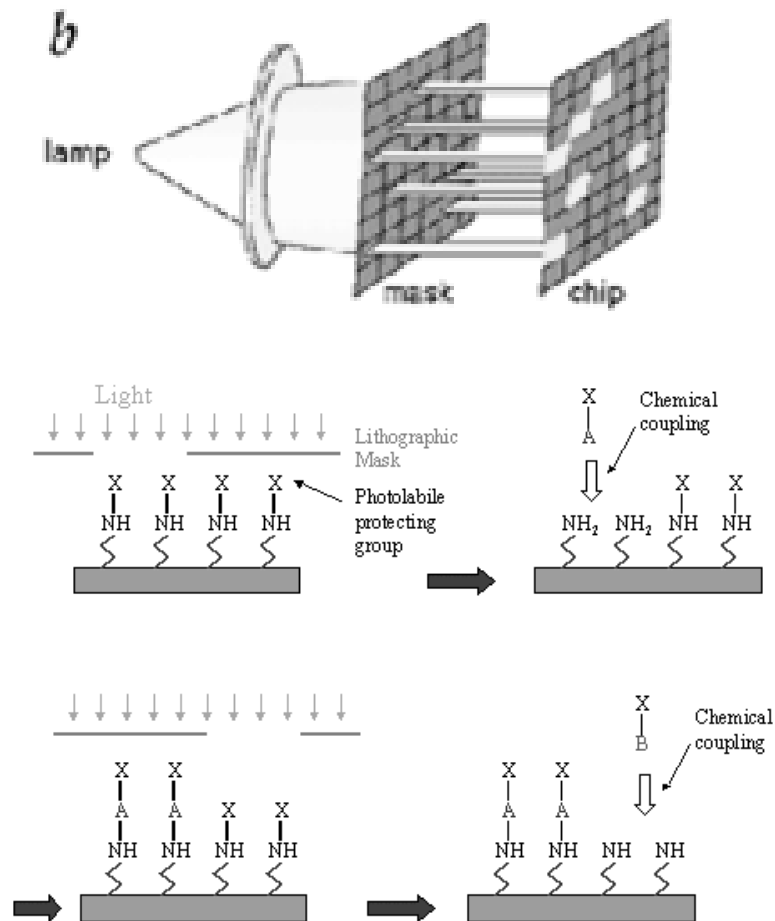 b
lamp
mask
chip
Light
Lithographic
Mask
X X X X
NH NH NH NH
Photolabile
protecting
group
X
A
Chemical
coupling
X X
NH₂ NH₂ NH NH
X X
A A X X
NH NH NH NH
X
B
Chemical
coupling
X X
A A
NH NH NH NH